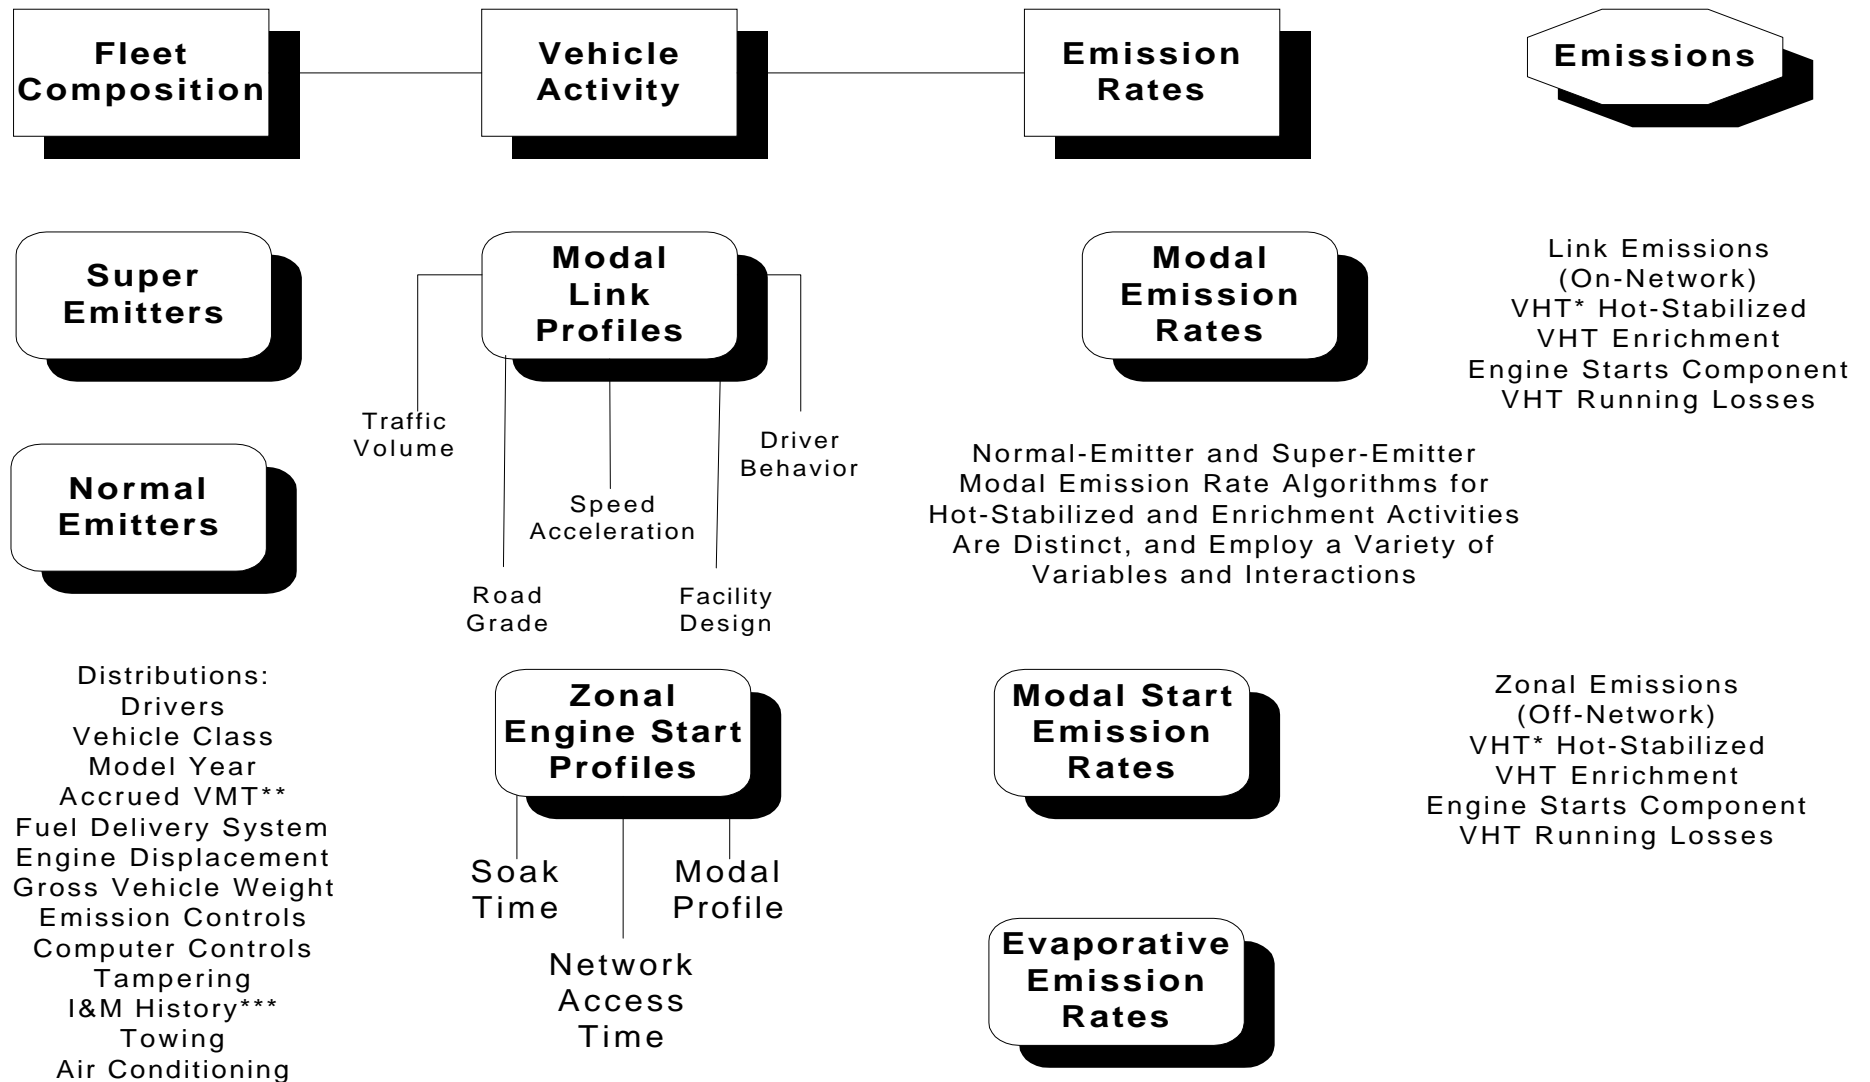 Fleet
Composition
Vehicle
Activity
Emission
Rates
Emissions
Super
Emitters
Normal
Emitters
Distributions:
Drivers
Vehicle Class
Model Year
Accrued VMT**
Fuel Delivery System
Engine Displacement
Gross Vehicle Weight
Emission Controls
Computer Controls
Tampering
I&M History***
Towing
Air Conditioning
Modal
Link
Profiles
Traffic
Volume
Road
Grade
Speed
Acceleration
Facility
Design
Driver
Behavior
Zonal
Engine Start
Profiles
Soak
Time
Network
Access
Time
Modal
Profile
Modal
Emission
Rates
Normal-Emitter and Super-Emitter
Modal Emission Rate Algorithms for
Hot-Stabilized and Enrichment Activities
Are Distinct, and Employ a Variety of
Variables and Interactions
Modal Start
Emission
Rates
Evaporative
Emission
Rates
Link Emissions
(On-Network)
VHT* Hot-Stabilized
VHT Enrichment
Engine Starts Component
VHT Running Losses
Zonal Emissions
(Off-Network)
VHT* Hot-Stabilized
VHT Enrichment
Engine Starts Component
VHT Running Losses